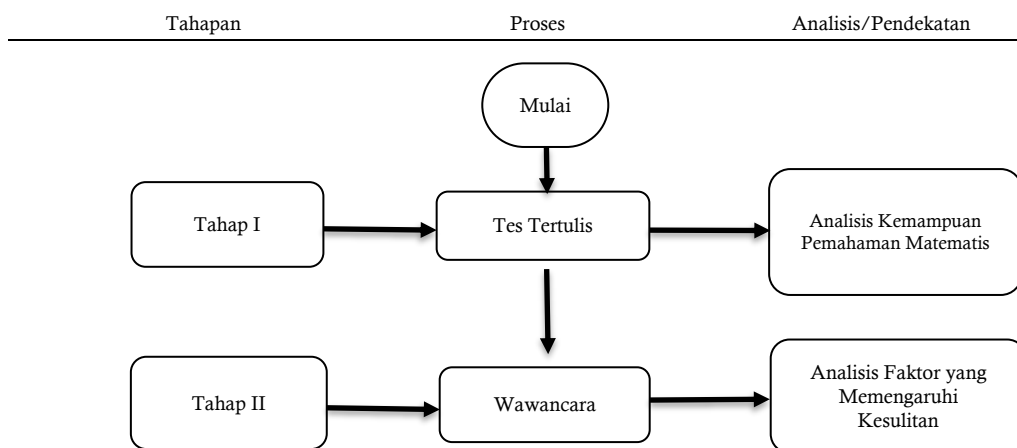 Tahapan
Proses
Analisis/Pendekatan
Mulai
Tahap I
Tes Tertulis
Analisis Kemampuan
Pemahaman Matematis
Tahap II
Wawancara
Analisis Faktor yang
Memengaruhi
Kesulitan